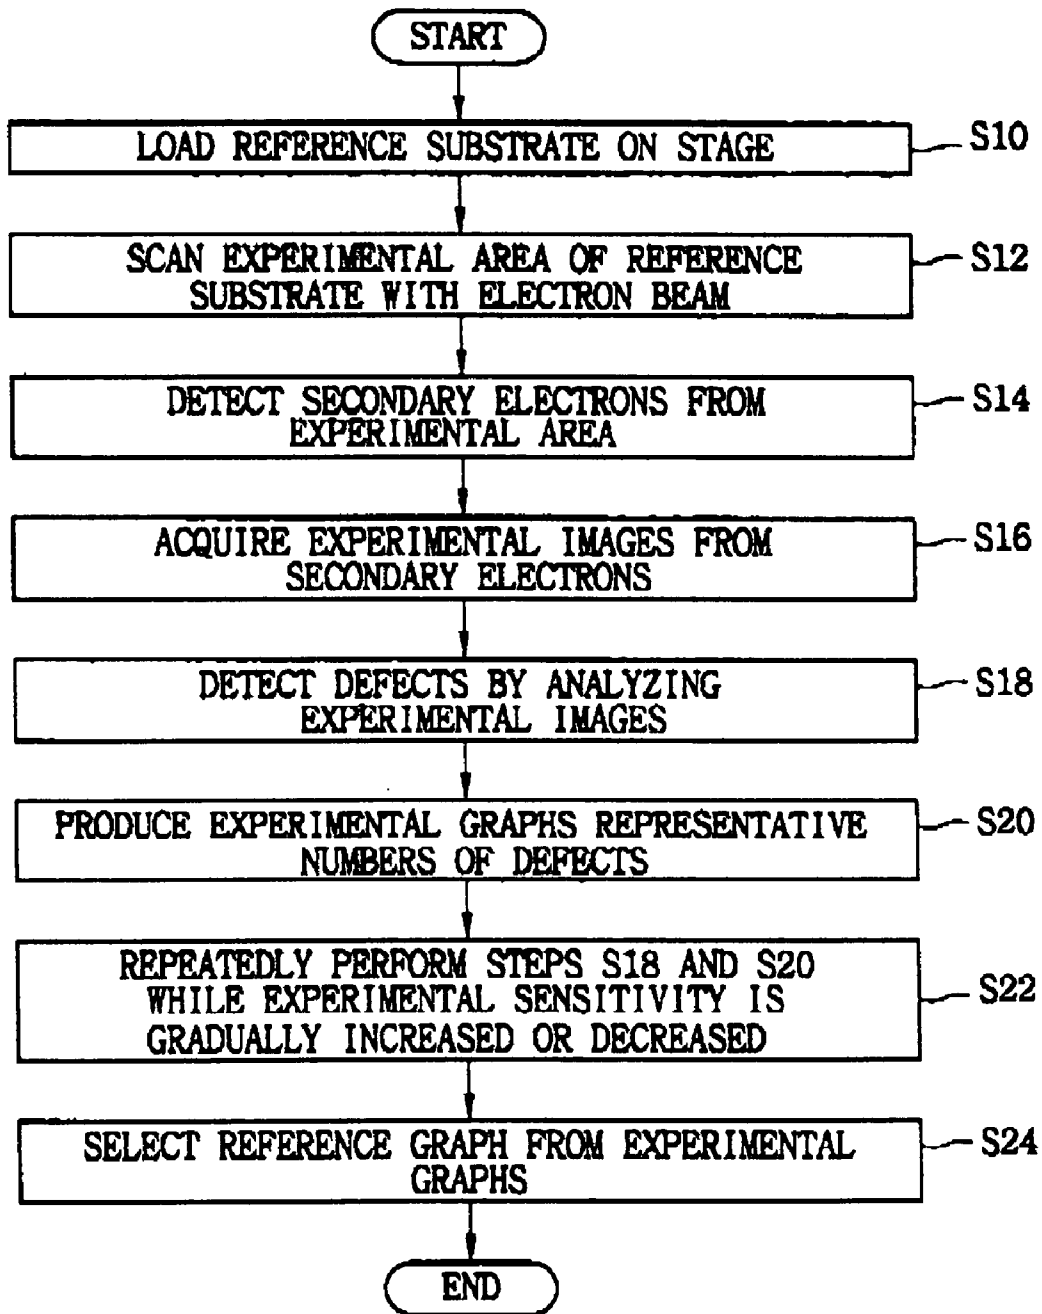 START
LOAD REFERENCE SUBSTRATE ON STAGE
S10
SCAN EXPERIMENTAL AREA OF REFERENCE
SUBSTRATE WITH ELECTRON BEAM
S12
DETECT SECONDARY ELECTRONS FROM
EXPERIMENTAL AREA
S14
ACQUIRE EXPERIMENTAL IMAGES FROM
SECONDARY ELECTRONS
S16
DETECT DEFECTS BY ANALYZING
EXPERIMENTAL IMAGES
S18
PRODUCE EXPERIMENTAL GRAPHS REPRESENTATIVE
NUMBERS OF DEFECTS
S20
REPEATEDLY PERFORM STEPS S18 AND S20
WHILE EXPERIMENTAL SENSITIVITY IS
GRADUALLY INCREASED OR DECREASED
S22
SELECT REFERENCE GRAPH FROM EXPERIMENTAL
GRAPHS
S24
END